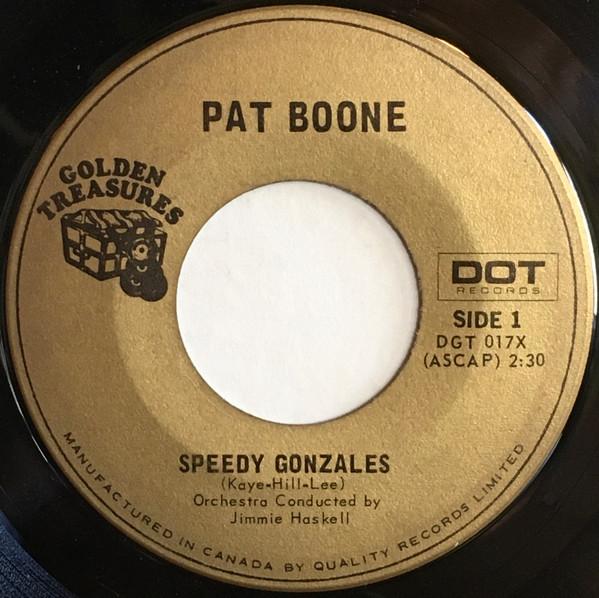 PAT BOONE
GOLDEN
TREASURES
DOT
RECORDS
SIDE 1
DGT 017X
(ASCAP) 2:30
SPEEDY GONZALES
(Kaye-Hill-Lee)
Orchestra Conducted by
Jimmie Haskell
MANUFACTURED IN CANADA BY QUALITY RECORDS LIMITED